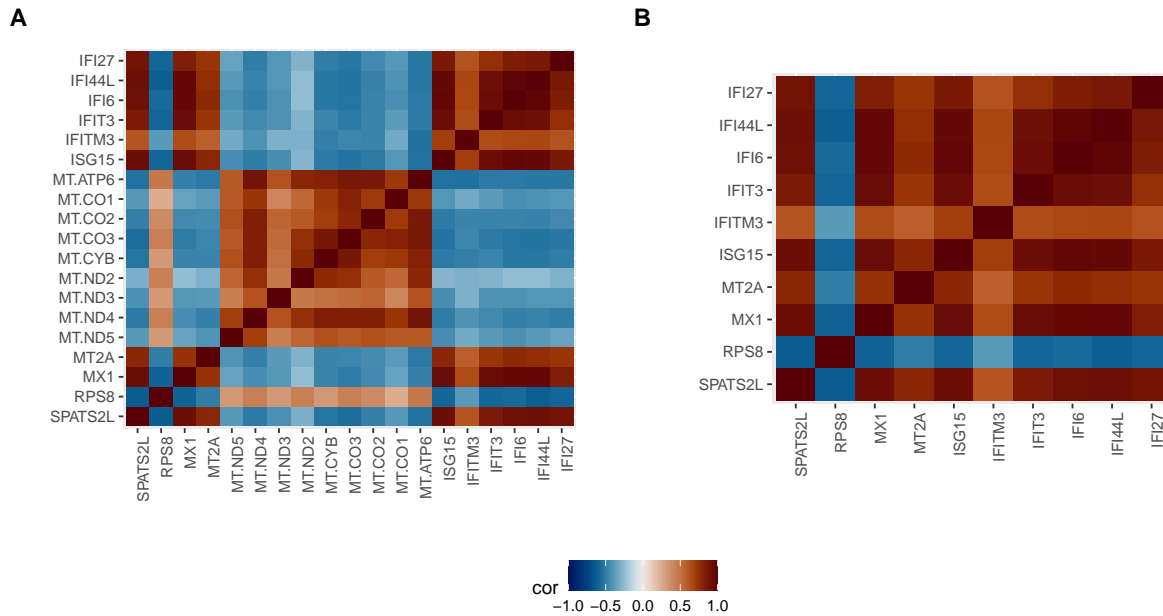 A
IFI27
IFI44L
IFI6
IFIT3
IFITM3
ISG15
MT.ATP6
MT.CO1
MT.CO2
MT.CO3
MT.CYB
MT.ND2
MT.ND3
MT.ND4
MT.ND5
MT2A
MX1
RPS8
SPATS2L
SPATS2L
RPS8
MX1
MT2A
MT.ND5
MT.ND4
MT.ND3
MT.ND2
MT.CYB
MT.CO3
MT.CO2
MT.CO1
MT.ATP6
ISG15
IFITM3
IFIT3
IFI6
IFI44L
IFI27
B
IFI27
IFI44L
IFI6
IFIT3
IFITM3
ISG15
MT2A
MX1
RPS8
SPATS2L
SPATS2L
RPS8
MX1
MT2A
ISG15
IFITM3
IFIT3
IFI6
IFI44L
IFI27
cor
−1.0 −0.5 0.0 0.5 1.0